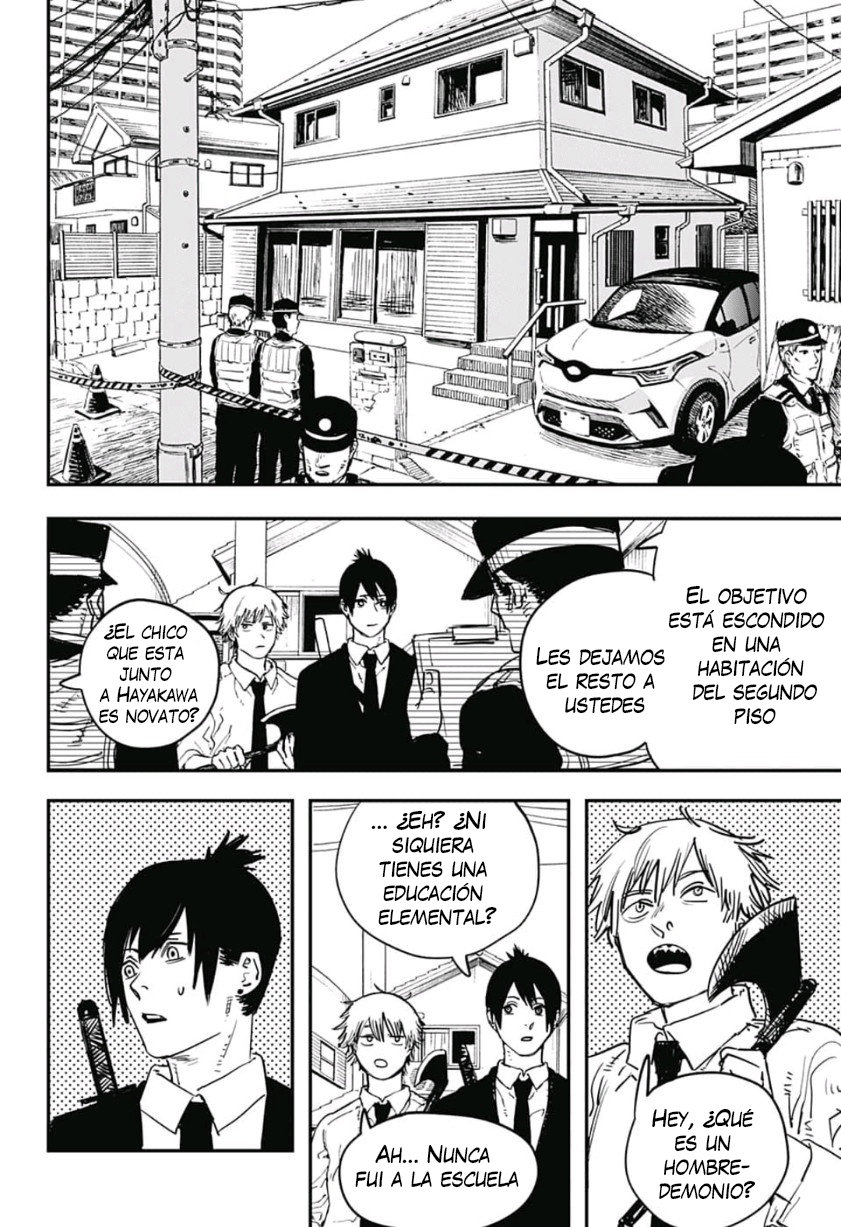 EL OBJETIVO
ESTÁ ESCONDIDO
EN UNA
HABITACIÓN
DEL SEGUNDO
PISO
LES DEJAMOS
EL RESTO A
USTEDES
¿EL CHICO
QUE ESTA
JUNTO
A HAYAKAWA
ES NOVATO?
HEY, ¿QUÉ
ES UN
HOMBRE-
DEMONIO?
... ¿EH? ¿NI
SIQUIERA
TIENES UNA
EDUCACIÓN
ELEMENTAL?
AH... NUNCA
FUI A LA ESCUELA